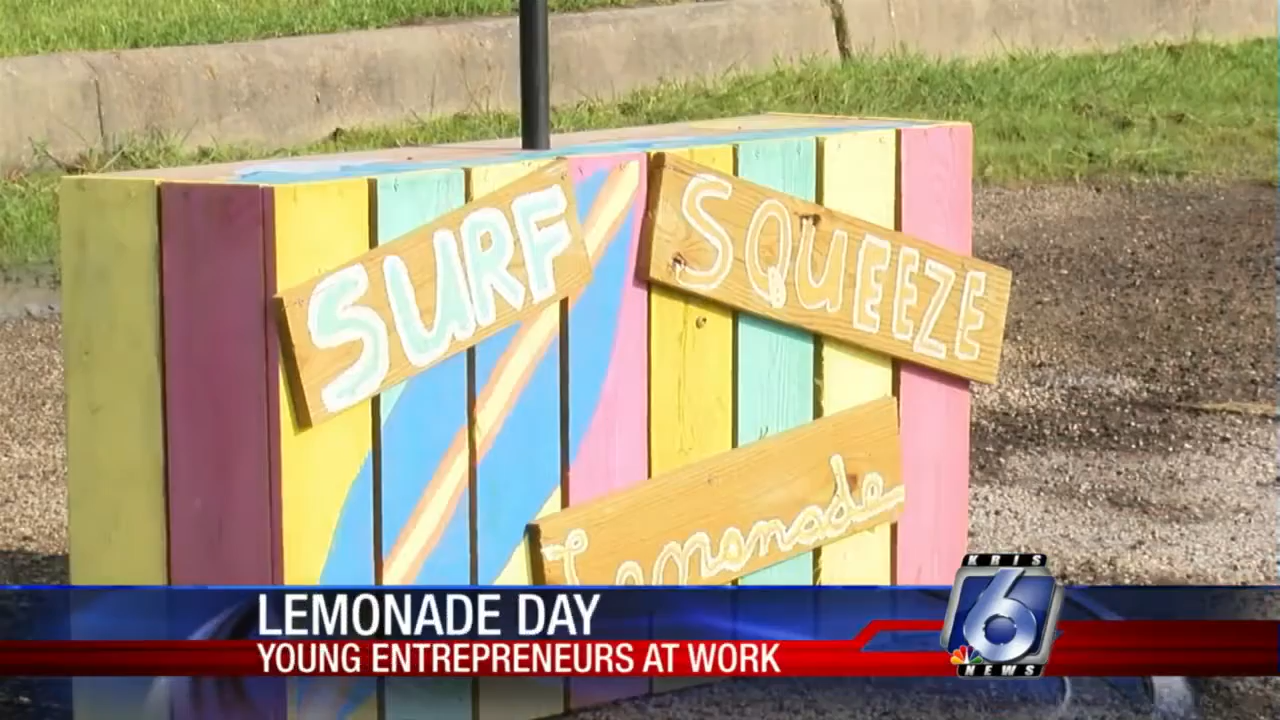 SURF
SQUEEZE
Lemonade
LEMONADE DAY
YOUNG ENTREPRENEURS AT WORK
KRIS
6
NEWS